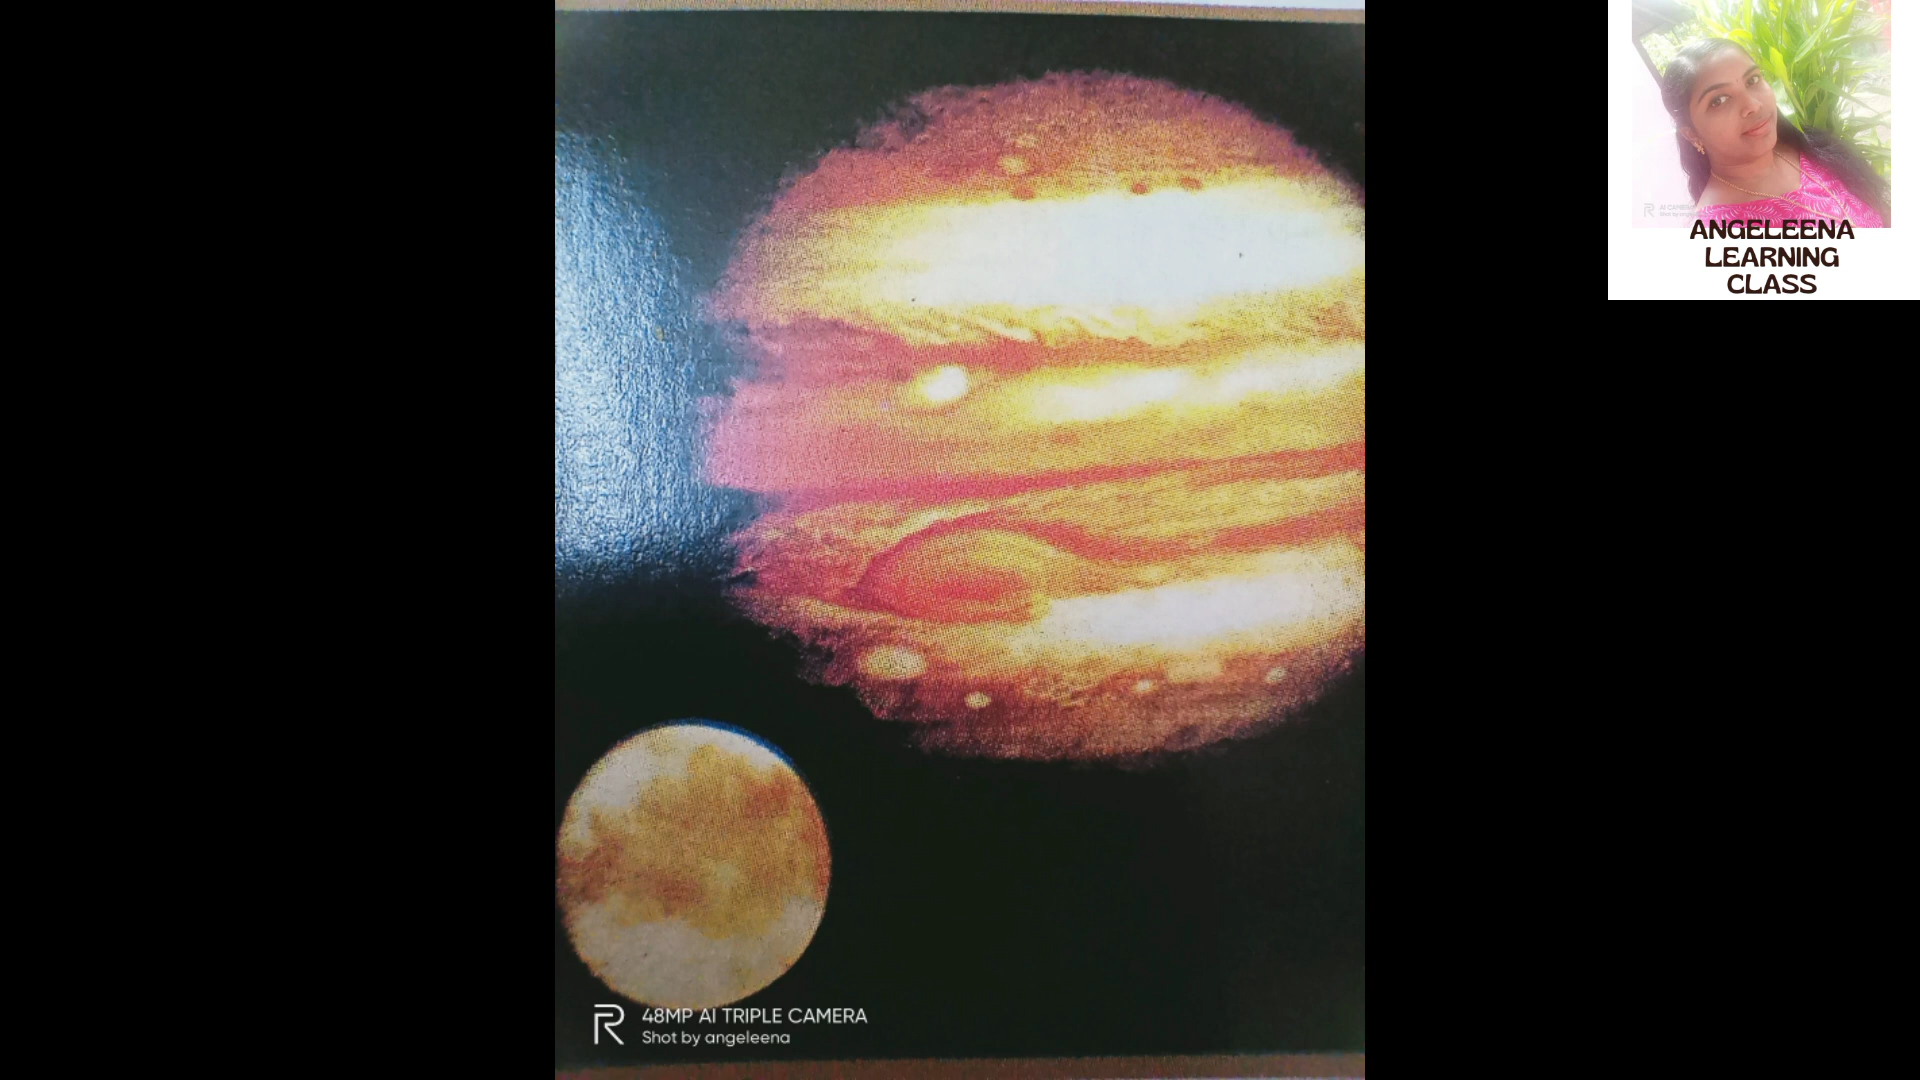 ANGELEENA
LEARNING
CLASS
48MP AI TRIPLE CAMERA
Shot by angeleena